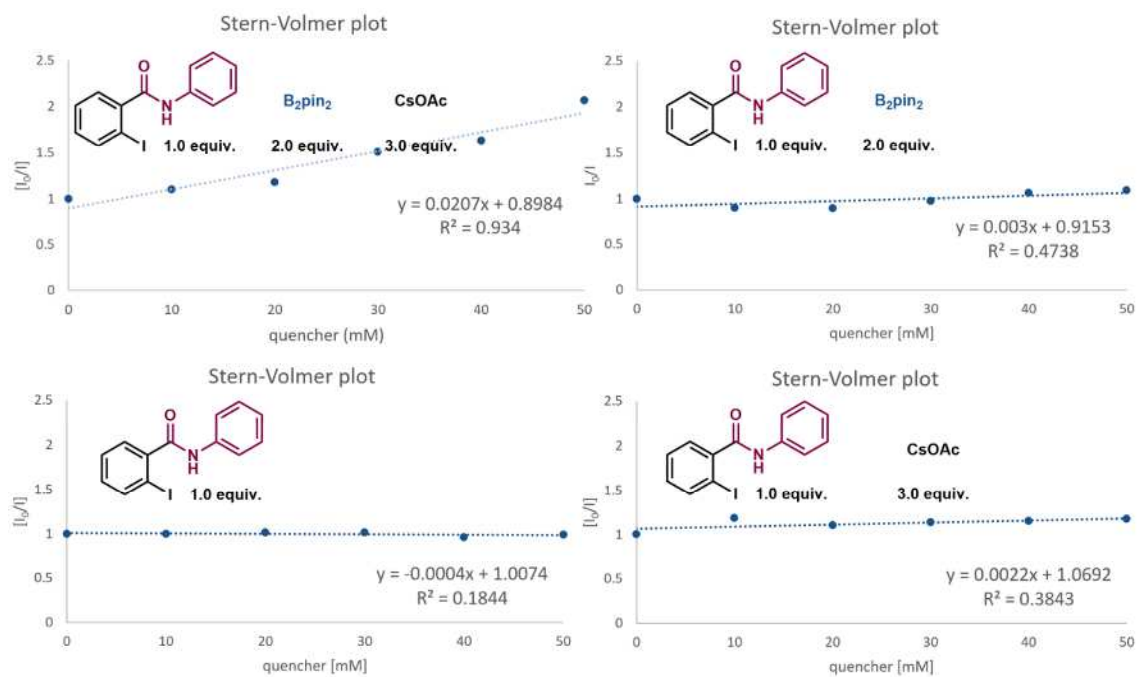 Stern-Volmer plot
2.5
2
1.5
1
0.5
0
[I₀/I]
O
N
H
I
1.0 equiv.
B₂pin₂
2.0 equiv.
CsOAc
3.0 equiv.
y = 0.0207x + 0.8984
R² = 0.934
0 10 20 30 40 50
quencher (mM)
Stern-Volmer plot
2.5
2
1.5
1
0.5
0
I₀/I
O
N
H
I
1.0 equiv.
B₂pin₂
2.0 equiv.
y = 0.003x + 0.9153
R² = 0.4738
0 10 20 30 40 50
quencher [mM]
Stern-Volmer plot
2.5
2
1.5
1
0.5
0
[I₀/I]
O
N
H
I
1.0 equiv.
y = -0.0004x + 1.0074
R² = 0.1844
0 10 20 30 40 50
quencher [mM]
Stern-Volmer plot
2.5
2
1.5
1
0.5
0
[I₀/I]
O
N
H
I
1.0 equiv.
CsOAc
3.0 equiv.
y = 0.0022x + 1.0692
R² = 0.3843
0 10 20 30 40 50
quencher [mM]